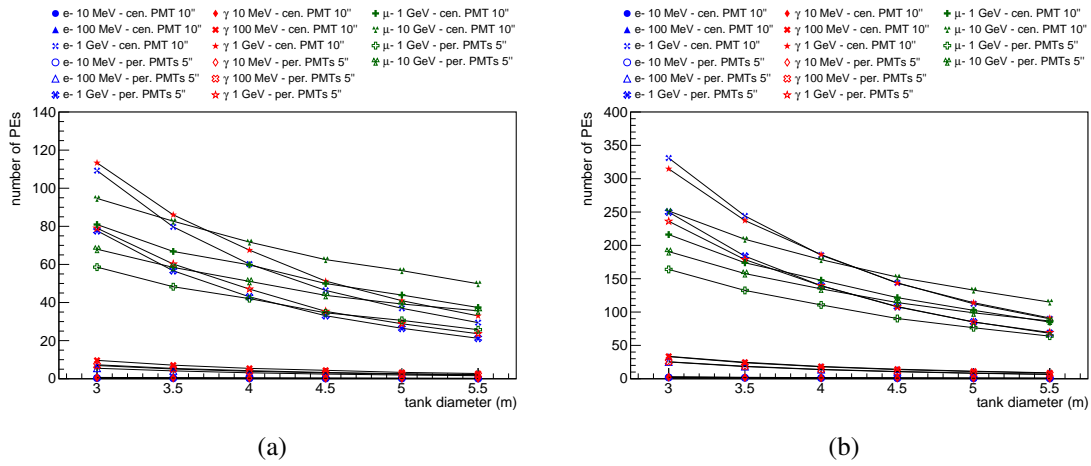 e- 10 MeV - cen. PMT 10" γ 10 MeV - cen. PMT 10" μ- 1 GeV - cen. PMT 10"
e- 100 MeV - cen. PMT 10" γ 100 MeV - cen. PMT 10" μ- 10 GeV - cen. PMT 10"
e- 1 GeV - cen. PMT 10" γ 1 GeV - cen. PMT 10" μ- 1 GeV - per. PMTs 5"
e- 10 MeV - per. PMTs 5" γ 10 MeV - per. PMTs 5" μ- 10 GeV - per. PMTs 5"
e- 100 MeV - per. PMTs 5" γ 100 MeV - per. PMTs 5"
e- 1 GeV - per. PMTs 5" γ 1 GeV - per. PMTs 5"
number of PEs
140
120
100
80
60
40
20
0
3 3.5 4 4.5 5 5.5
tank diameter (m)
(a)
e- 10 MeV - cen. PMT 10" γ 10 MeV - cen. PMT 10" μ- 1 GeV - cen. PMT 10"
e- 100 MeV - cen. PMT 10" γ 100 MeV - cen. PMT 10" μ- 10 GeV - cen. PMT 10"
e- 1 GeV - cen. PMT 10" γ 1 GeV - cen. PMT 10" μ- 1 GeV - per. PMTs 5"
e- 10 MeV - per. PMTs 5" γ 10 MeV - per. PMTs 5" μ- 10 GeV - per. PMTs 5"
e- 100 MeV - per. PMTs 5" γ 100 MeV - per. PMTs 5"
e- 1 GeV - per. PMTs 5" γ 1 GeV - per. PMTs 5"
number of PEs
400
350
300
250
200
150
100
50
0
3 3.5 4 4.5 5 5.5
tank diameter (m)
(b)